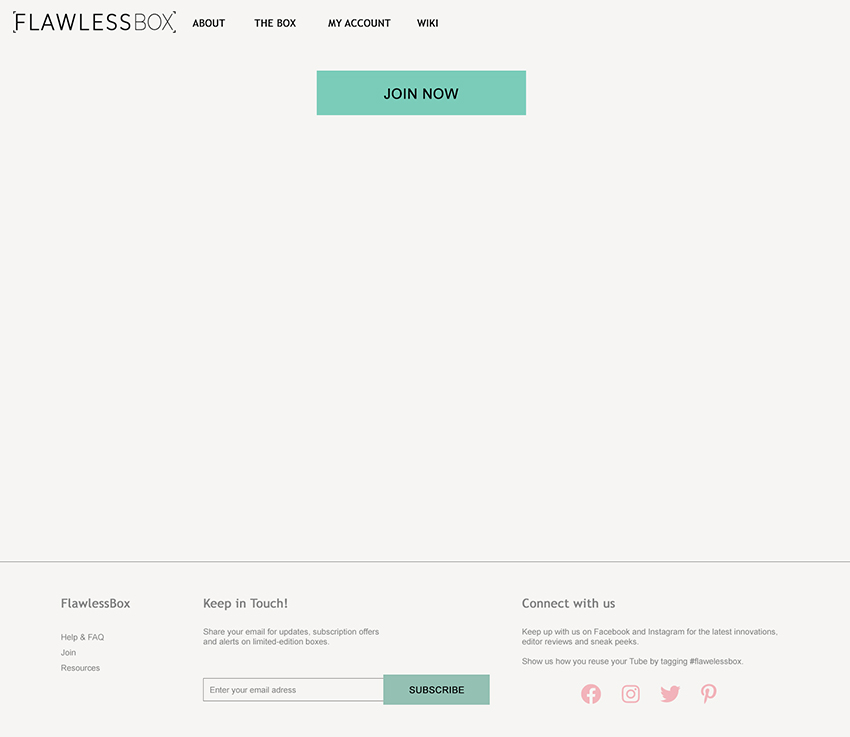 FLAWLESSBOX ABOUT THE BOX MY ACCOUNT WIKI
JOIN NOW
FlawlessBox
Help & FAQ
Join
Resources
Keep in Touch!
Share your email for updates, subscription offers
and alerts on limited-edition boxes.
Enter your email adress
SUBSCRIBE
Connect with us
Keep up with us on Facebook and Instagram for the latest innovations,
editor reviews and sneak peeks.
Show us how you reuse your Tube by tagging #flawelessbox.